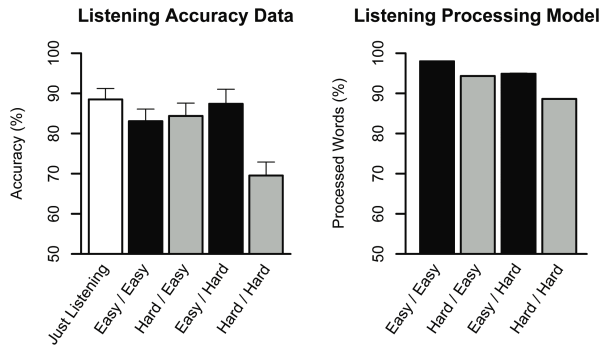 Listening Accuracy Data
Accuracy (%)
100
90
80
70
60
50
Just Listening
Easy / Easy
Hard / Easy
Easy / Hard
Hard / Hard
Listening Processing Model
Processed Words (%)
100
90
80
70
60
50
Easy / Easy
Hard / Easy
Easy / Hard
Hard / Hard